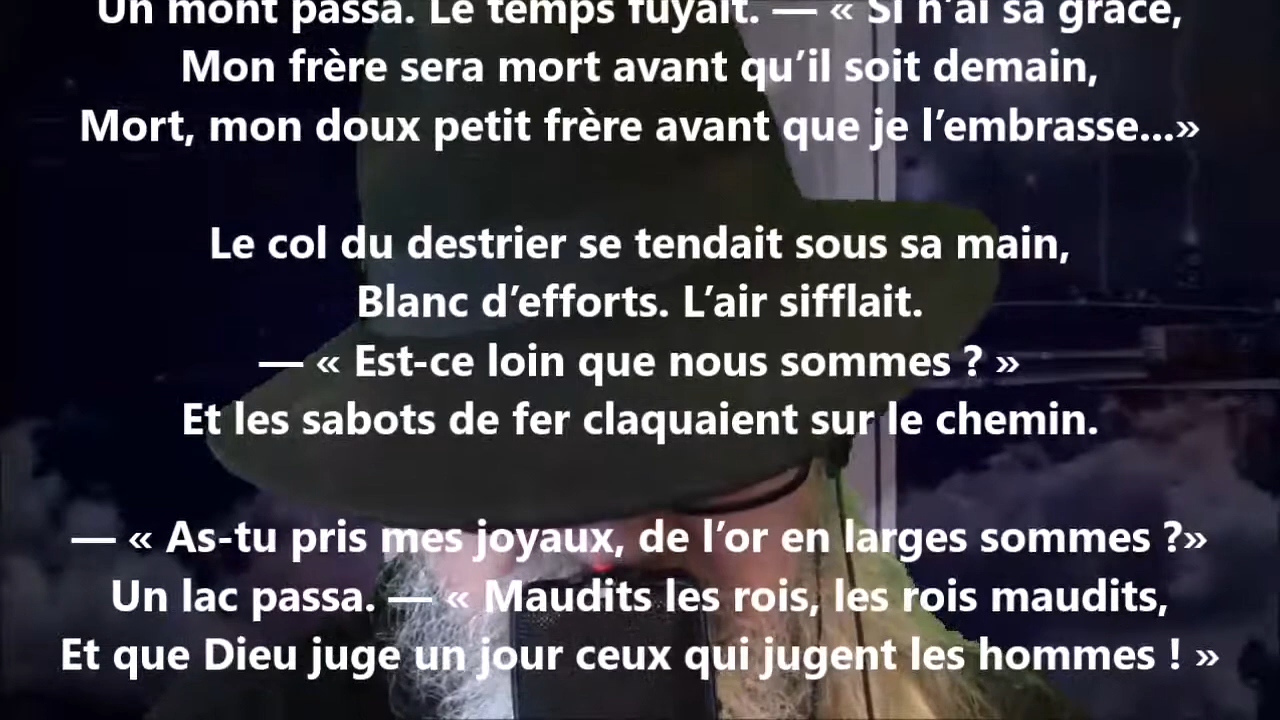 Un mont passa. Le temps fuyait. — « Si n’ai sa grâce,
Mon frère sera mort avant qu’il soit demain,
Mort, mon doux petit frère avant que je l’embrasse...»
Le col du destrier se tendait sous sa main,
Blanc d’efforts. L’air sifflait.
— « Est-ce loin que nous sommes ? »
Et les sabots de fer claquaient sur le chemin.
— « As-tu pris mes joyaux, de l’or en larges sommes ?»
Un lac passa. — « Maudits les rois, les rois maudits,
Et que Dieu juge un jour ceux qui jugent les hommes ! »